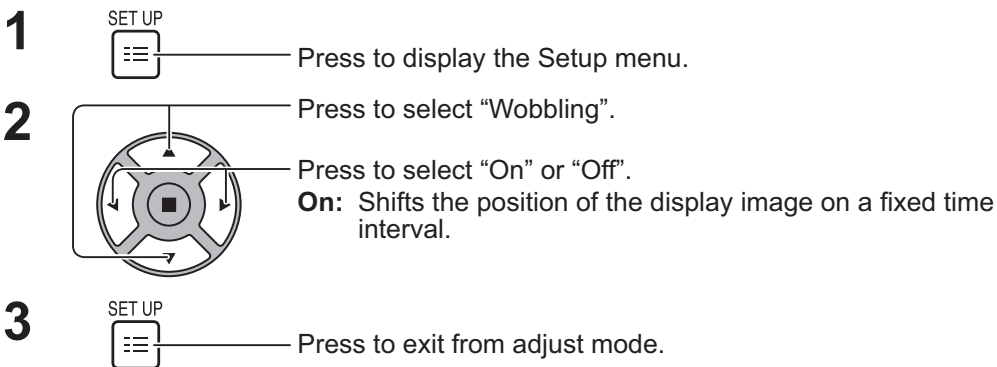 1
SET UP
Press to display the Setup menu.
2
Press to select “Wobbling”.
Press to select “On” or “Off”.
On: Shifts the position of the display image on a fixed time
interval.
3
SET UP
Press to exit from adjust mode.